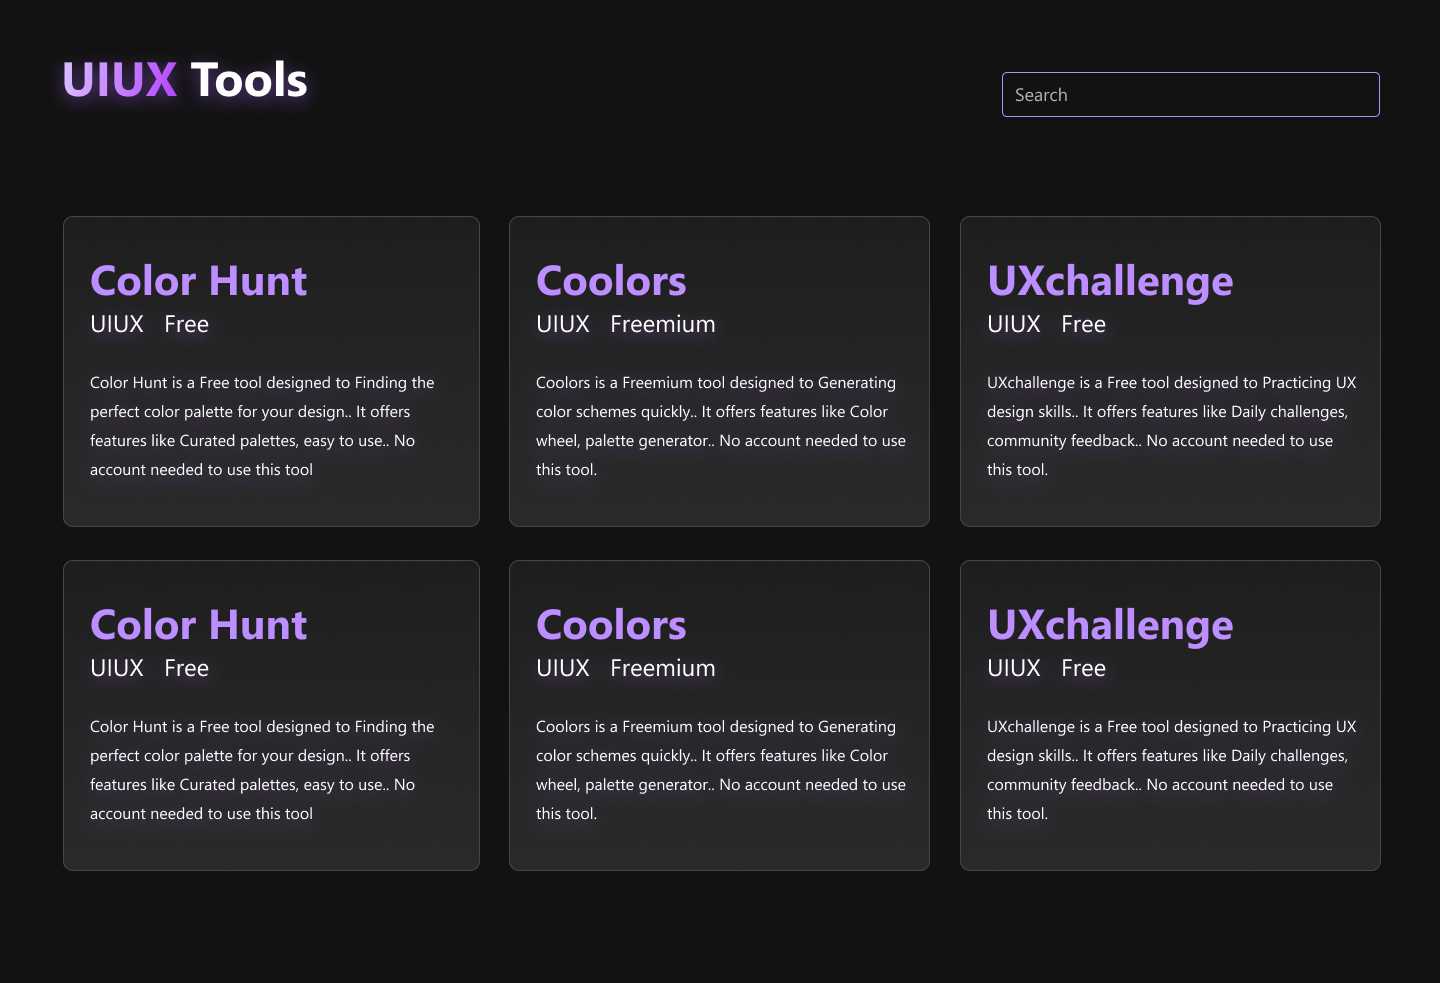 UIUX Tools
Search
Color Hunt
UIUX Free
Color Hunt is a Free tool designed to Finding the
perfect color palette for your design.. It offers
features like Curated palettes, easy to use.. No
account needed to use this tool
Coolors
UIUX Freemium
Coolors is a Freemium tool designed to Generating
color schemes quickly.. It offers features like Color
wheel, palette generator.. No account needed to use
this tool.
UXchallenge
UIUX Free
UXchallenge is a Free tool designed to Practicing UX
design skills.. It offers features like Daily challenges,
community feedback.. No account needed to use
this tool.
Color Hunt
UIUX Free
Color Hunt is a Free tool designed to Finding the
perfect color palette for your design.. It offers
features like Curated palettes, easy to use.. No
account needed to use this tool
Coolors
UIUX Freemium
Coolors is a Freemium tool designed to Generating
color schemes quickly.. It offers features like Color
wheel, palette generator.. No account needed to use
this tool.
UXchallenge
UIUX Free
UXchallenge is a Free tool designed to Practicing UX
design skills.. It offers features like Daily challenges,
community feedback.. No account needed to use
this tool.